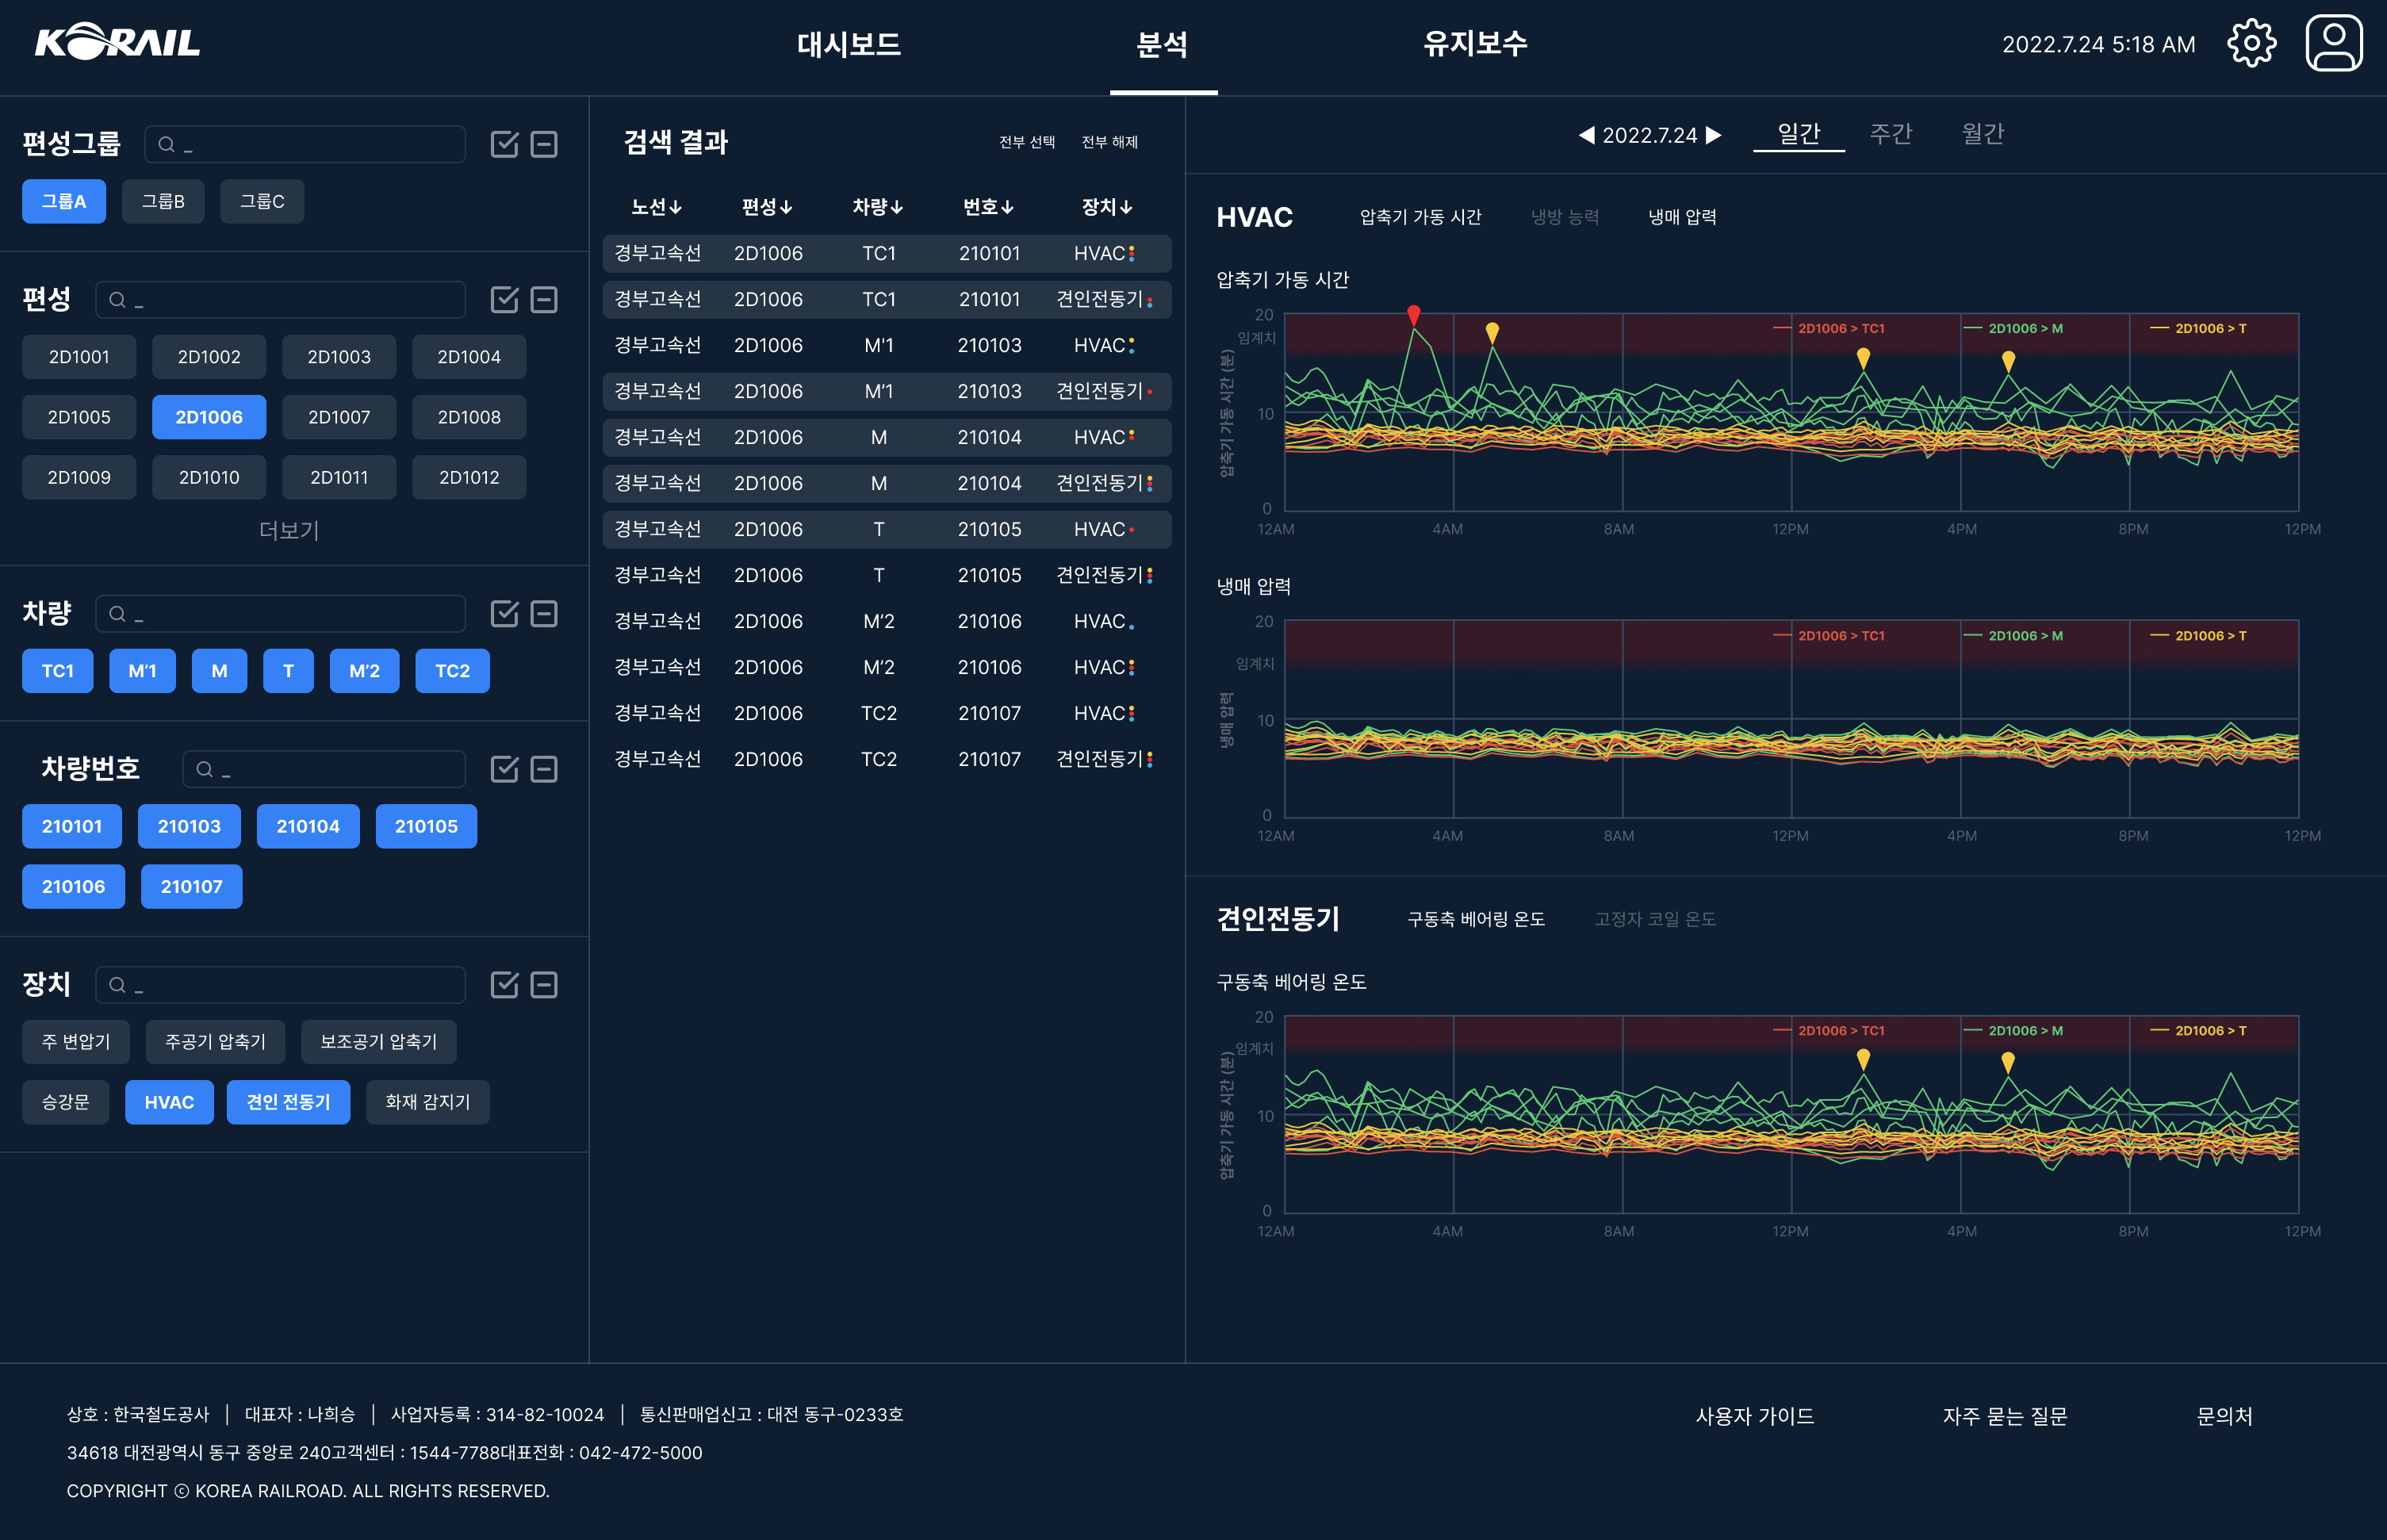 KORAIL
대시보드 분석 유지보수
2022.7.24 5:18 AM
편성그룹 _
그룹A 그룹B 그룹C
편성 _
2D1001 2D1002 2D1003 2D1004
2D1005 2D1006 2D1007 2D1008
2D1009 2D1010 2D1011 2D1012
더보기
차량 _
TC1 M’1 M T M’2 TC2
차량번호 _
210101 210103 210104 210105
210106 210107
장치 _
주 변압기 주공기 압축기 보조공기 압축기
승강문 HVAC 견인 전동기 화재 감지기
검색 결과 전부 선택 전부 해제
노선↓ 편성↓ 차량↓ 번호↓ 장치↓
경부고속선 2D1006 TC1 210101 HVAC
경부고속선 2D1006 TC1 210101 견인전동기
경부고속선 2D1006 M'1 210103 HVAC
경부고속선 2D1006 M’1 210103 견인전동기
경부고속선 2D1006 M 210104 HVAC
경부고속선 2D1006 M 210104 견인전동기
경부고속선 2D1006 T 210105 HVAC
경부고속선 2D1006 T 210105 견인전동기
경부고속선 2D1006 M’2 210106 HVAC
경부고속선 2D1006 M’2 210106 HVAC
경부고속선 2D1006 TC2 210107 HVAC
경부고속선 2D1006 TC2 210107 견인전동기
◀ 2022.7.24 ▶ 일간 주간 월간
HVAC 압축기 가동 시간 냉방 능력 냉매 압력
압축기 가동 시간
20
임계치
10
0
압축기 가동 시간 (분)
2D1006 > TC1 2D1006 > M 2D1006 > T
12AM 4AM 8AM 12PM 4PM 8PM 12PM
냉매 압력
20
임계치
10
0
냉매 압력
2D1006 > TC1 2D1006 > M 2D1006 > T
12AM 4AM 8AM 12PM 4PM 8PM 12PM
견인전동기 구동축 베어링 온도 고정자 코일 온도
구동축 베어링 온도
20
임계치
10
0
압축기 가동 시간 (분)
2D1006 > TC1 2D1006 > M 2D1006 > T
12AM 4AM 8AM 12PM 4PM 8PM 12PM
상호 : 한국철도공사 | 대표자 : 나희승 | 사업자등록 : 314-82-10024 | 통신판매업신고 : 대전 동구-0233호
34618 대전광역시 동구 중앙로 240고객센터 : 1544-7788대표전화 : 042-472-5000
COPYRIGHT ⓒ KOREA RAILROAD. ALL RIGHTS RESERVED.
사용자 가이드 자주 묻는 질문 문의처